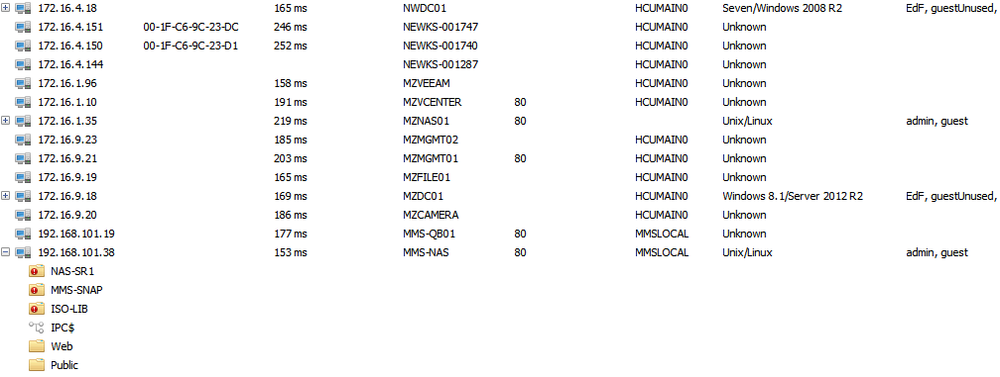 172.16.4.18 165 ms NWDC01 HCUMAIN0 Seven/Windows 2008 R2 EdF, guestUnused,
172.16.4.151 00-1F-C6-9C-23-DC 246 ms NEWKS-001747 HCUMAIN0 Unknown
172.16.4.150 00-1F-C6-9C-23-D1 252 ms NEWKS-001740 HCUMAIN0 Unknown
172.16.4.144 NEWKS-001287 HCUMAIN0 Unknown
172.16.1.96 158 ms MZVEEAM HCUMAIN0 Unknown
172.16.1.10 191 ms MZVCENTER 80 HCUMAIN0 Unknown
172.16.1.35 219 ms MZNAS01 80 Unix/Linux admin, guest
172.16.9.23 185 ms MZMGMT02 HCUMAIN0 Unknown
172.16.9.21 203 ms MZMGMT01 80 HCUMAIN0 Unknown
172.16.9.19 165 ms MZFILE01 HCUMAIN0 Unknown
172.16.9.18 169 ms MZDC01 HCUMAIN0 Windows 8.1/Server 2012 R2 EdF, guestUnused,
172.16.9.20 186 ms MZCAMERA HCUMAIN0 Unknown
192.168.101.19 177 ms MMS-QB01 80 MMSLOCAL Unknown
192.168.101.38 153 ms MMS-NAS 80 MMSLOCAL Unix/Linux admin, guest
NAS-SR1
MMS-SNAP
ISO-LIB
IPC$
Web
Public